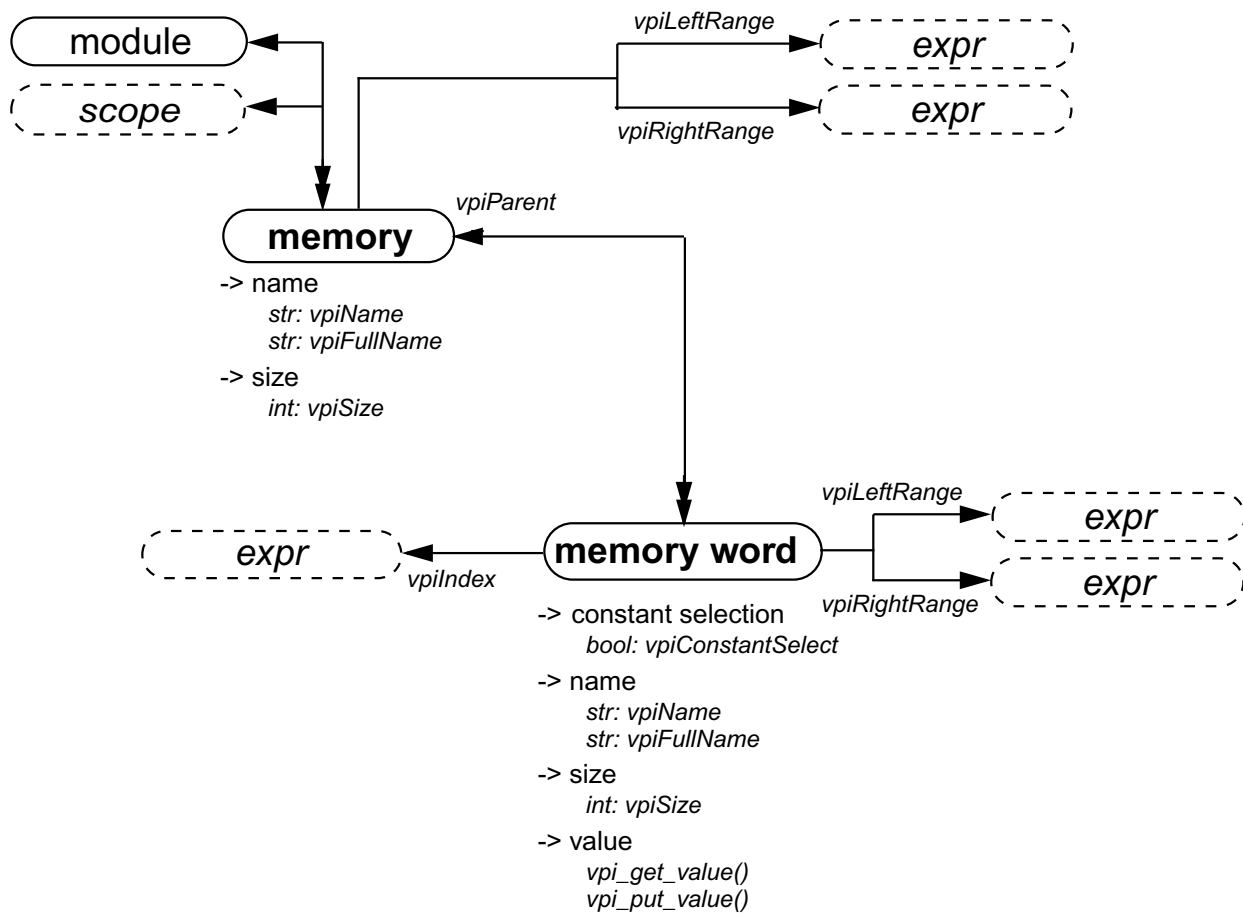 module
scope
vpiLeftRange
expr
expr
vpiRightRange
vpiParent
memory
-> name
str: vpiName
str: vpiFullName
-> size
int: vpiSize
expr
vpiIndex
memory word
vpiLeftRange
expr
expr
vpiRightRange
-> constant selection
bool: vpiConstantSelect
-> name
str: vpiName
str: vpiFullName
-> size
int: vpiSize
-> value
vpi_get_value()
vpi_put_value()